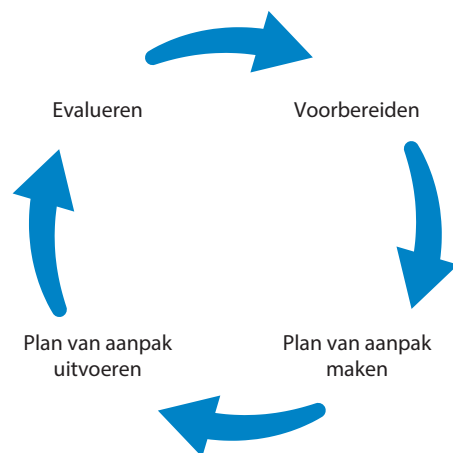 Evalueren
Voorbereiden
Plan van aanpak
uitvoeren
Plan van aanpak
maken